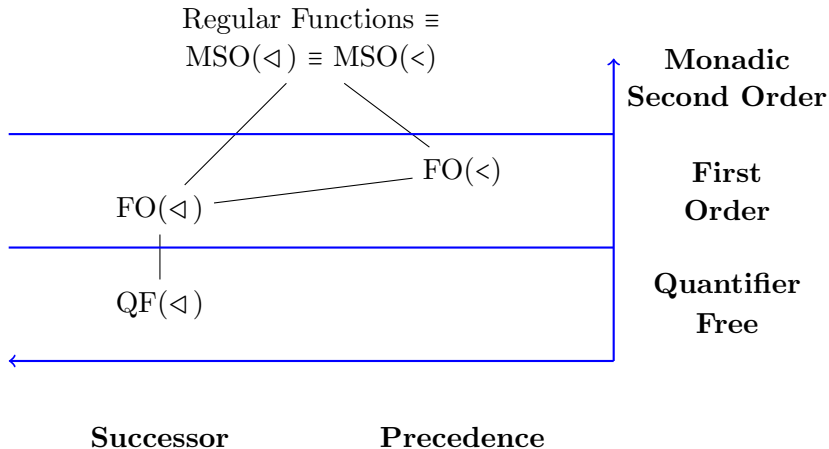 Regular Functions ≡
MSO(⊲) ≡ MSO(<)
Monadic
Second Order
FO(<)
First
Order
FO(⊲)
Quantifier
Free
QF(⊲)
Successor
Precedence